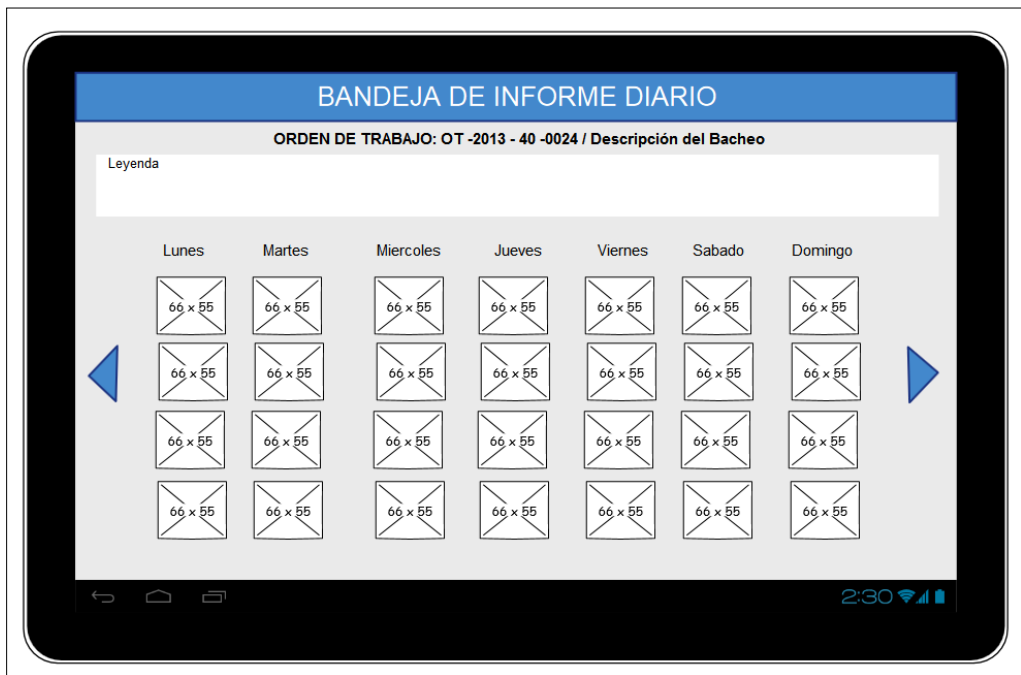 BANDEJA DE INFORME DIARIO
ORDEN DE TRABAJO: OT -2013 - 40 -0024 / Descripción del Bacheo
Leyenda
Lunes Martes Miercoles Jueves Viernes Sabado Domingo
66 x 55 66 x 55 66 x 55 66 x 55 66 x 55 66 x 55 66 x 55
66 x 55 66 x 55 66 x 55 66 x 55 66 x 55 66 x 55 66 x 55
66 x 55 66 x 55 66 x 55 66 x 55 66 x 55 66 x 55 66 x 55
66 x 55 66 x 55 66 x 55 66 x 55 66 x 55 66 x 55 66 x 55
2:30